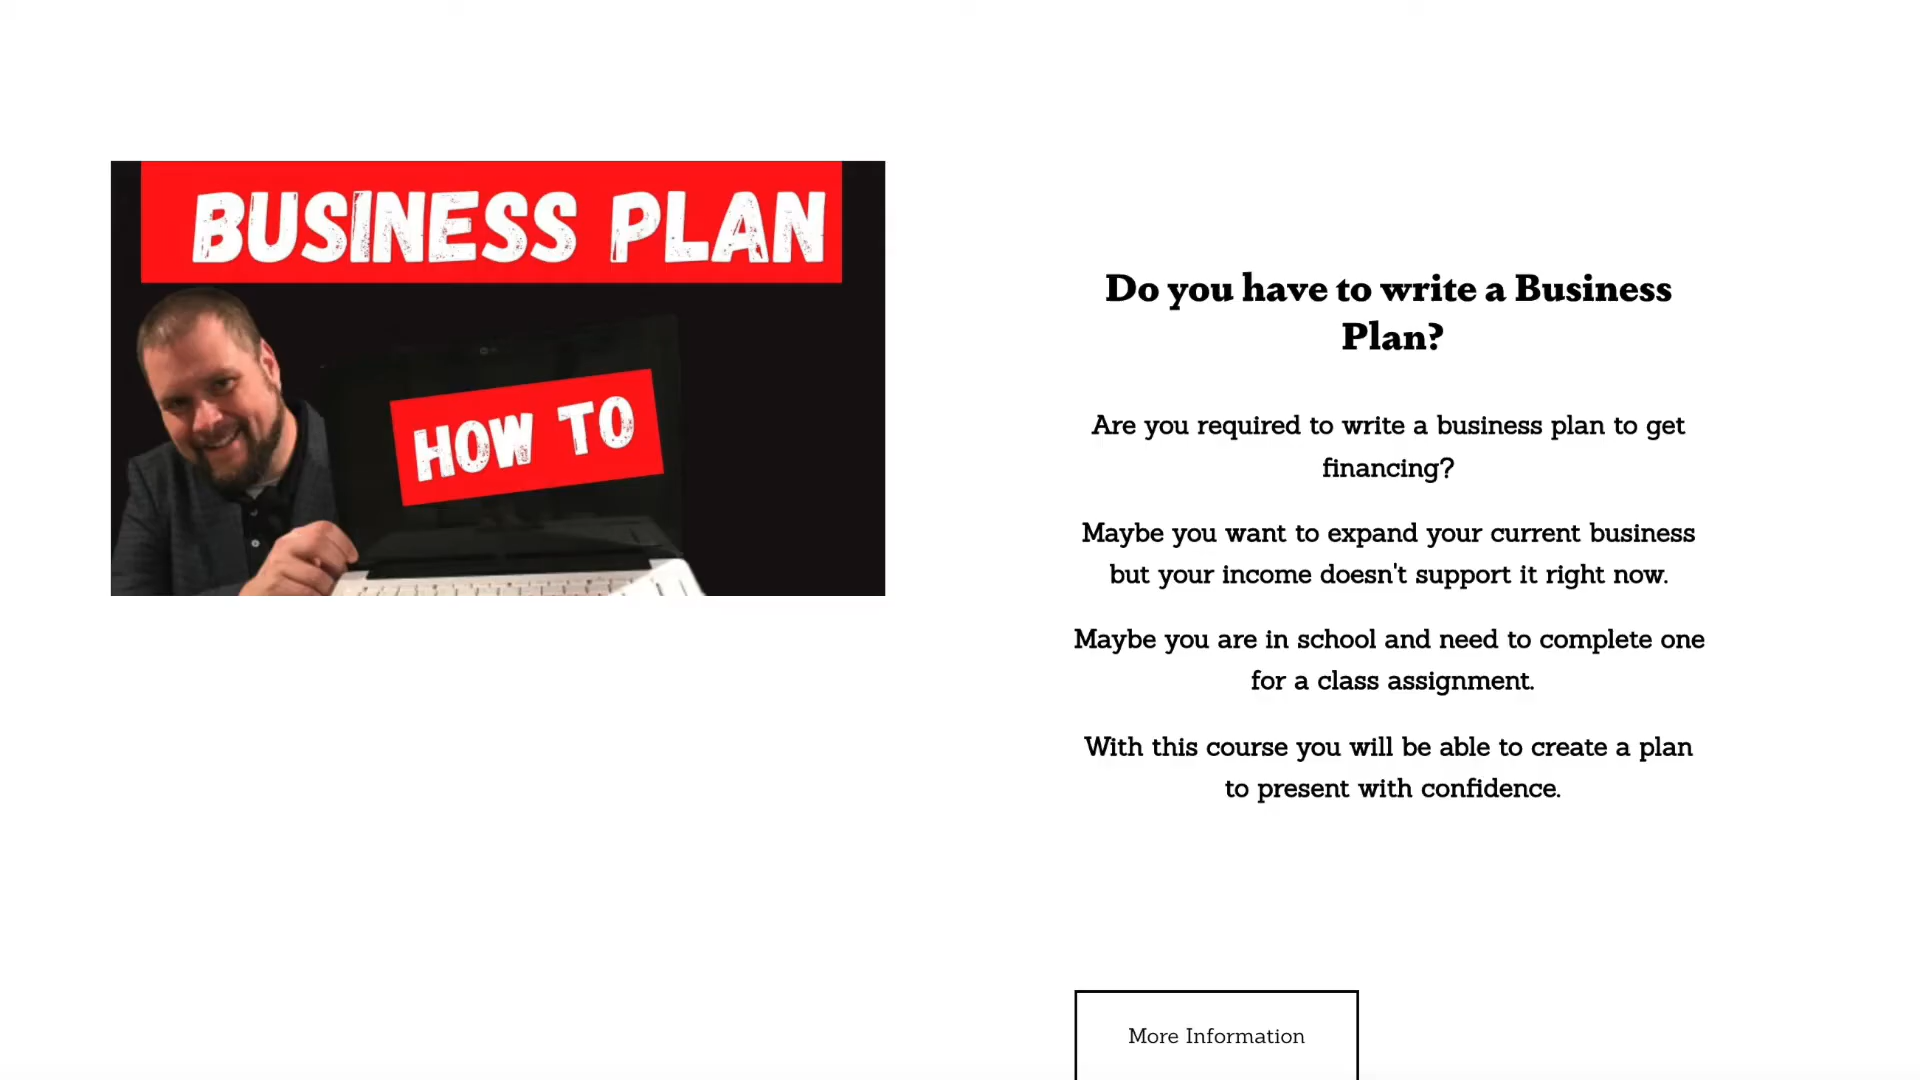 BUSINESS PLAN
HOW TO
Do you have to write a Business
Plan?
Are you required to write a business plan to get
financing?
Maybe you want to expand your current business
but your income doesn't support it right now.
Maybe you are in school and need to complete one
for a class assignment.
With this course you will be able to create a plan
to present with confidence.
More Information